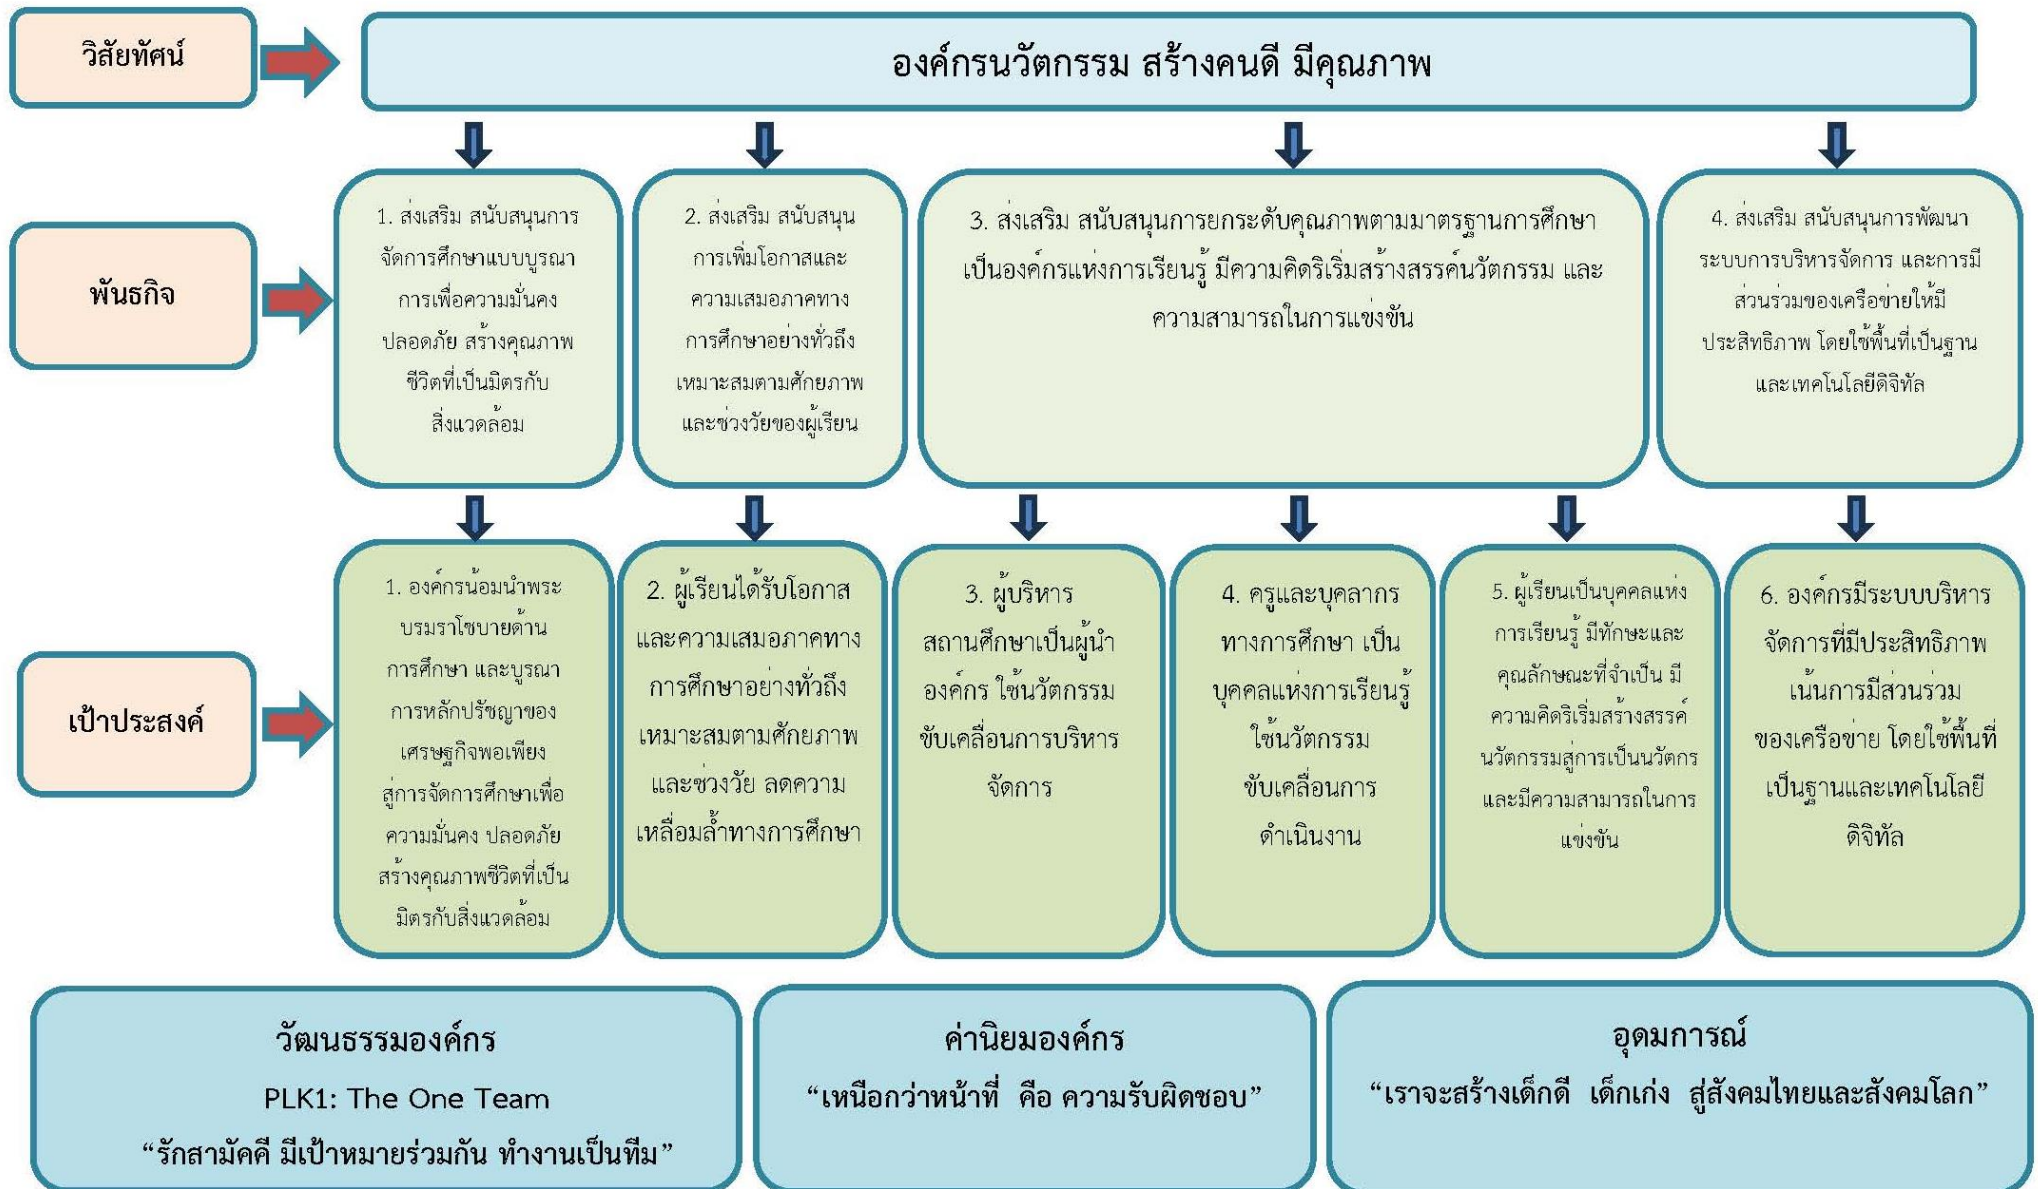 วิสัยทัศน์
องค์กรนวัตกรรม สร้างคนดี มีคุณภาพ
พันธกิจ
1. ส่งเสริม สนับสนุนการ
จัดการศึกษาแบบบูรณา
การเพื่อความมั่นคง
ปลอดภัย สร้างคุณภาพ
ชีวิตที่เป็นมิตรกับ
สิ่งแวดล้อม
2. ส่งเสริม สนับสนุน
การเพิ่มโอกาสและ
ความเสมอภาคทาง
การศึกษาอย่างทั่วถึง
เหมาะสมตามศักยภาพ
และช่วงวัยของผู้เรียน
3. ส่งเสริม สนับสนุนการยกระดับคุณภาพตามมาตรฐานการศึกษา
เป็นองค์กรแห่งการเรียนรู้ มีความคิดริเริ่มสร้างสรรค์นวัตกรรม และ
ความสามารถในการแข่งขัน
4. ส่งเสริม สนับสนุนการพัฒนา
ระบบการบริหารจัดการ และการมี
ส่วนร่วมของเครือข่ายให้มี
ประสิทธิภาพ โดยใช้พื้นที่เป็นฐาน
และเทคโนโลยีดิจิทัล
เป้าประสงค์
1. องค์กรน้อมนำพระ
บรมราโชบายด้าน
การศึกษา และบูรณา
การหลักปรัชญาของ
เศรษฐกิจพอเพียง
สู่การจัดการศึกษาเพื่อ
ความมั่นคง ปลอดภัย
สร้างคุณภาพชีวิตที่เป็น
มิตรกับสิ่งแวดล้อม
2. ผู้เรียนได้รับโอกาส
และความเสมอภาคทาง
การศึกษาอย่างทั่วถึง
เหมาะสมตามศักยภาพ
และช่วงวัย ลดความ
เหลื่อมล้ำทางการศึกษา
3. ผู้บริหาร
สถานศึกษาเป็นผู้นำ
องค์กร ใช้นวัตกรรม
ขับเคลื่อนการบริหาร
จัดการ
4. ครูและบุคลากร
ทางการศึกษา เป็น
บุคคลแห่งการเรียนรู้
ใช้นวัตกรรม
ขับเคลื่อนการ
ดำเนินงาน
5. ผู้เรียนเป็นบุคคลแห่ง
การเรียนรู้ มีทักษะและ
คุณลักษณะที่จำเป็น มี
ความคิดริเริ่มสร้างสรรค์
นวัตกรรมสู่การเป็นนวัตกร
และมีความสามารถในการ
แข่งขัน
6. องค์กรมีระบบบริหาร
จัดการที่มีประสิทธิภาพ
เน้นการมีส่วนร่วม
ของเครือข่าย โดยใช้พื้นที่
เป็นฐานและเทคโนโลยี
ดิจิทัล
วัฒนธรรมองค์กร
PLK1: The One Team
“รักสามัคคี มีเป้าหมายร่วมกัน ทำงานเป็นทีม”
ค่านิยมองค์กร
“เหนือกว่าหน้าที่ คือ ความรับผิดชอบ”
อุดมการณ์
“เราจะสร้างเด็กดี เด็กเก่ง สู่สังคมไทยและสังคมโลก”